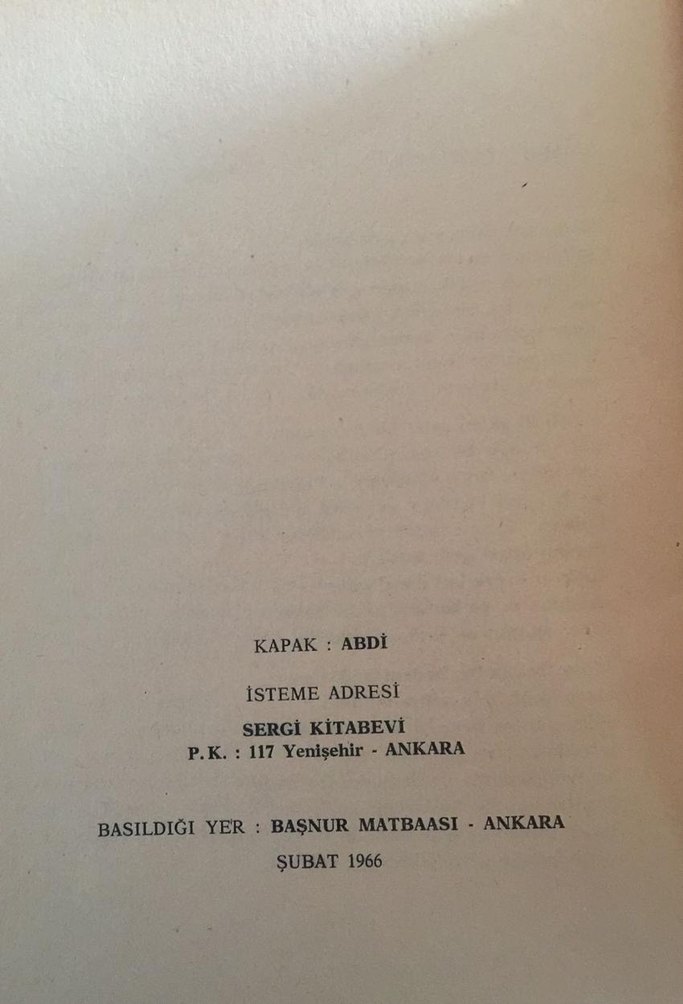 KAPAK : ABDİ
İSTEME ADRESİ
SERGİ KİTABEVİ
P.K. : 117 Yenişehir - ANKARA
BASILDIĞI YER : BAŞNUR MATBAASI - ANKARA
ŞUBAT 1966